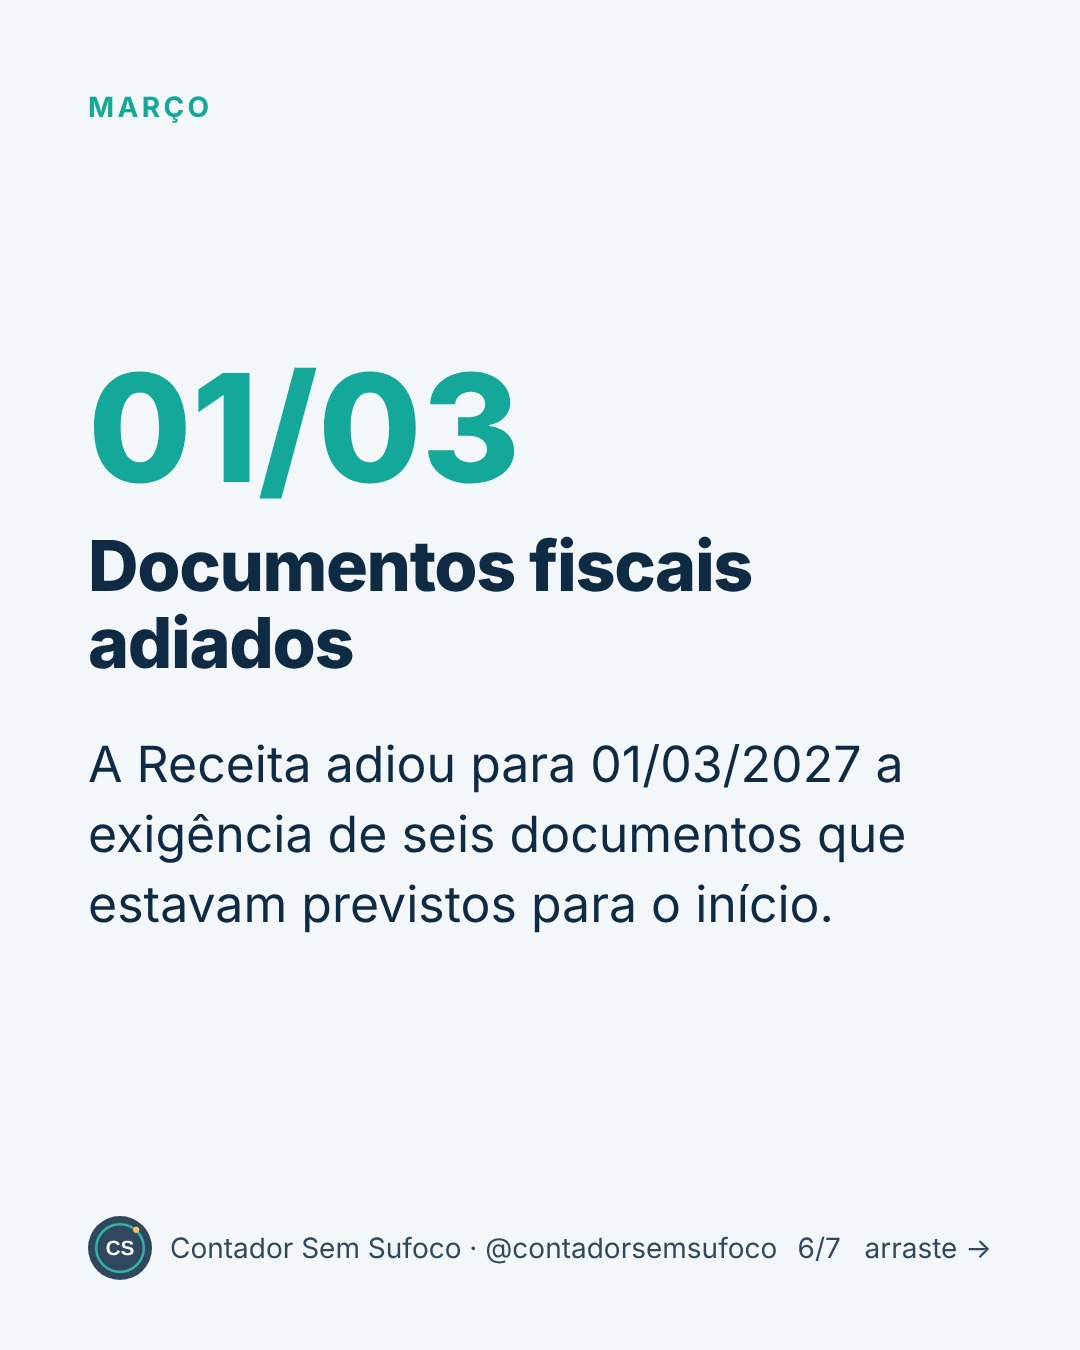 MARÇO
01/03
Documentos fiscais
adiados
A Receita adiou para 01/03/2027 a
exigência de seis documentos que
estavam previstos para o início.
CS Contador Sem Sufoco · @contadorsemsufoco 6/7 arraste →